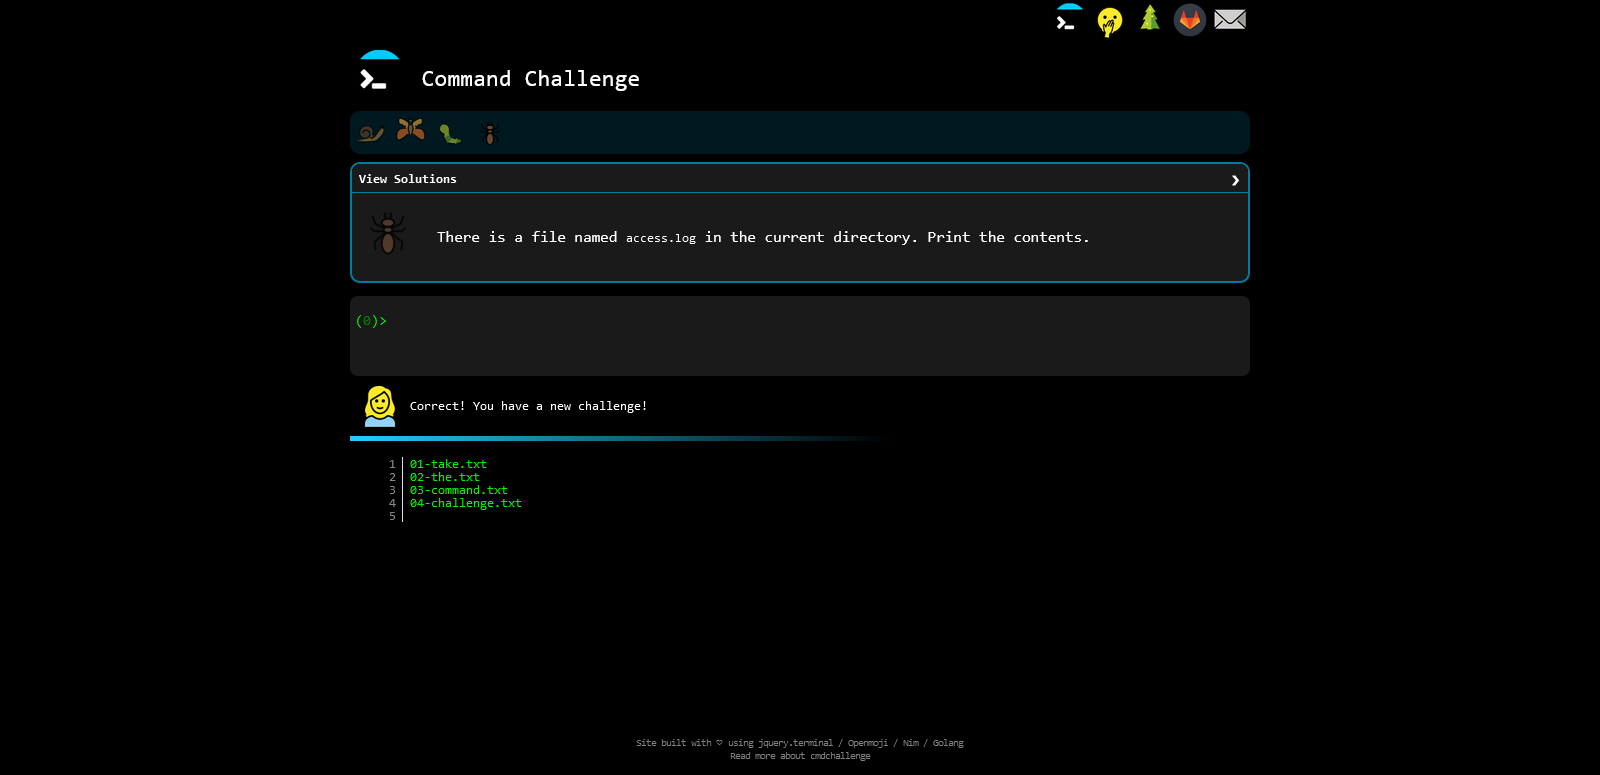 Command Challenge
View Solutions
There is a file named access.log in the current directory. Print the contents.
(0)>
Correct! You have a new challenge!
1 01-take.txt
2 02-the.txt
3 03-command.txt
4 04-challenge.txt
5
Site built with ♡ using jquery.terminal / Openmoji / Nim / Golang
Read more about cmdchallenge